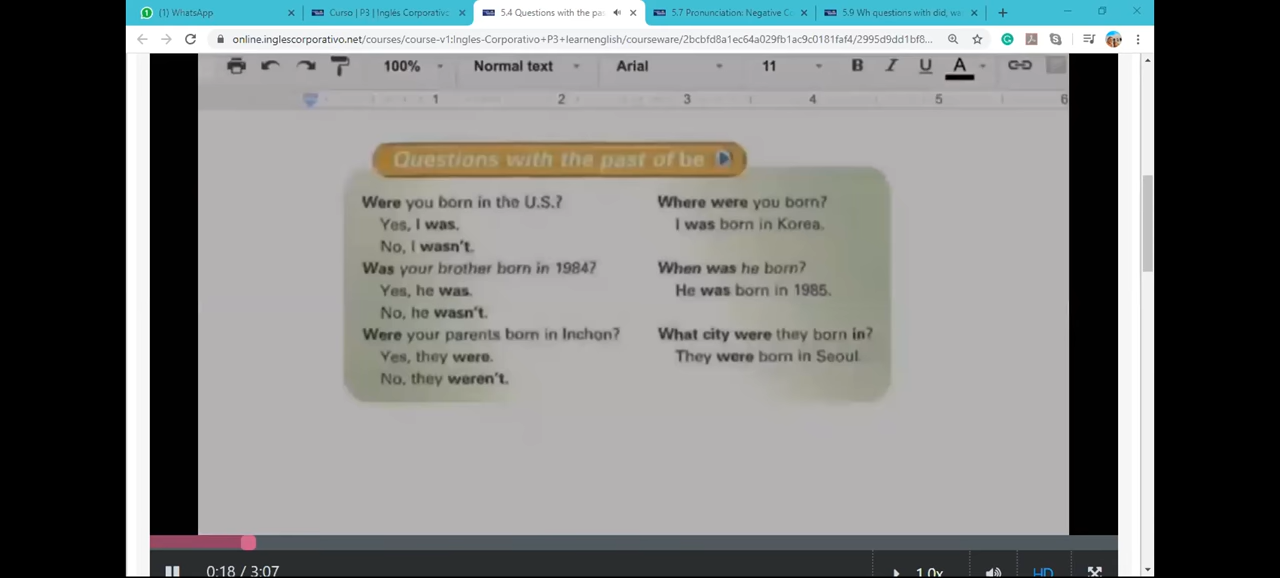 (1) WhatsApp
Curso | P3 | Inglés Corporativo
5.4 Questions with the pas
5.7 Pronunciation: Negative Co
5.9 Wh questions with did, wa
online.inglescorporativo.net/courses/course-v1:Ingles-Corporativo+P3+learnenglish/courseware/2bcbfd8a1ec64a029fb1ac9c0181faf4/2995d9dd1bf8...
100%
Normal text
Arial
11
B
I
U
A
1
2
3
4
5
6
Questions with the past of be
Were you born in the U.S.?
Yes, I was.
No, I wasn't.
Was your brother born in 1984?
Yes, he was.
No, he wasn't.
Were your parents born in Inchon?
Yes, they were.
No, they weren't.
Where were you born?
I was born in Korea.
When was he born?
He was born in 1985.
What city were they born in?
They were born in Seoul.
0:18 / 3:07
1.0x
HD